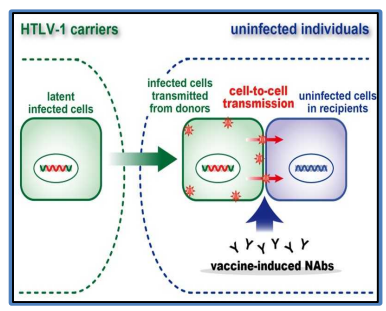 HTLV-1 carriers
uninfected individuals
latent
infected cells
infected cells
transmitted
from donors
cell-to-cell
transmission
uninfected cells
in recipients
vaccine-induced NAbs